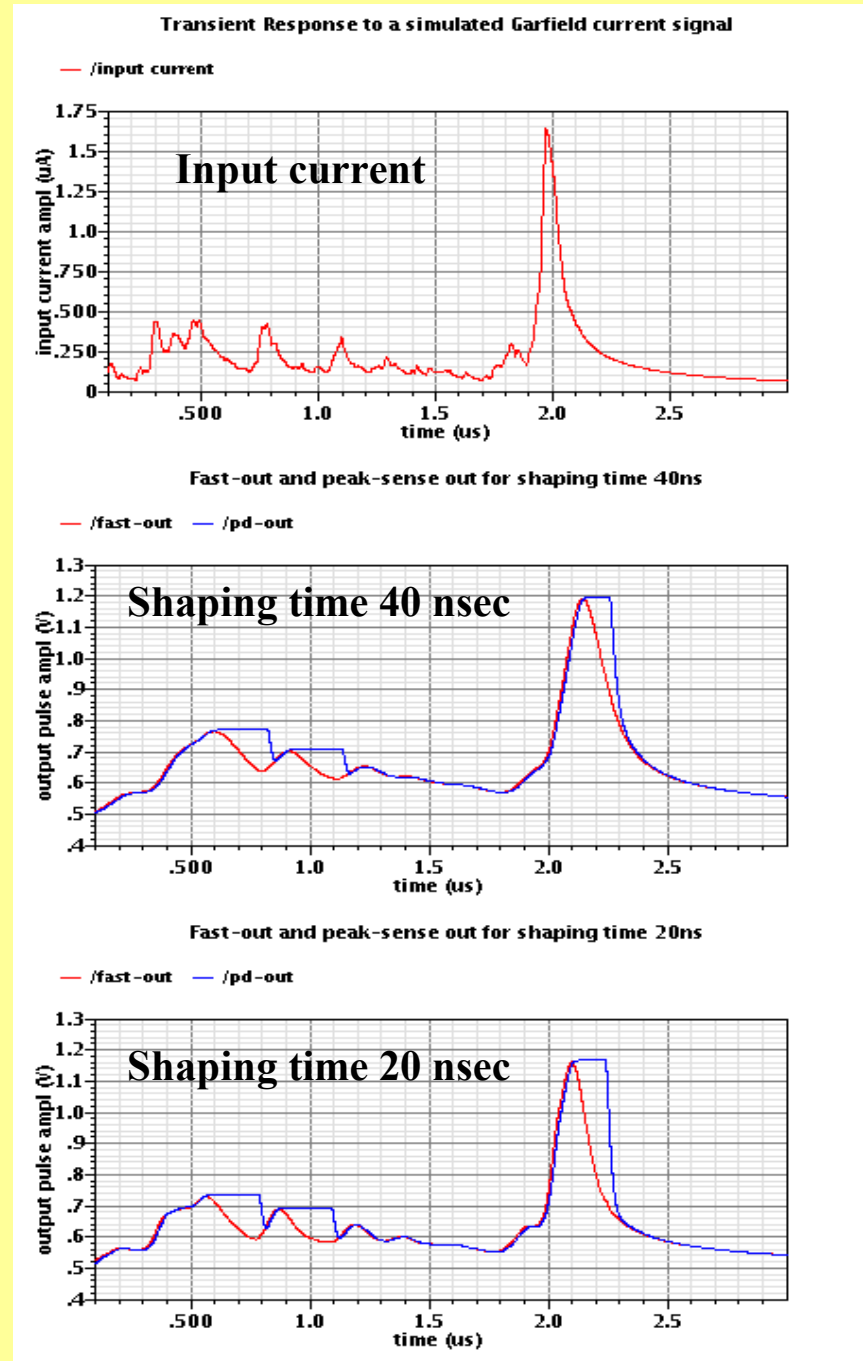 Transient Response to a simulated Garfield current signal
/input current
1.75
1.5
1.25
1.0
.750
.500
.250
0
input current ampl (uA)
Input current
.500 1.0 1.5 2.0 2.5
time (us)
Fast-out and peak-sense out for shaping time 40ns
/fast-out /pd-out
1.3
1.2
1.1
1.0
.9
.8
.7
.6
.5
.4
output pulse ampl (V)
Shaping time 40 nsec
.500 1.0 1.5 2.0 2.5
time (us)
Fast-out and peak-sense out for shaping time 20ns
/fast-out /pd-out
1.3
1.2
1.1
1.0
.9
.8
.7
.6
.5
.4
output pulse ampl (V)
Shaping time 20 nsec
.500 1.0 1.5 2.0 2.5
time (us)